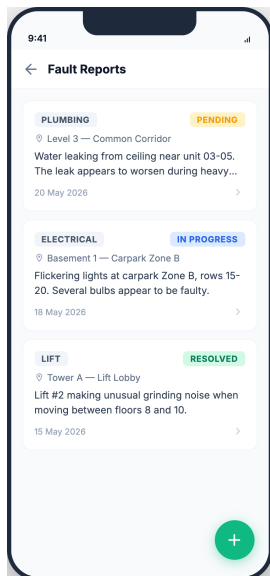 9:41
Fault Reports
PLUMBING
PENDING
Level 3 — Common Corridor
Water leaking from ceiling near unit 03-05.
The leak appears to worsen during heavy...
20 May 2026
ELECTRICAL
IN PROGRESS
Basement 1 — Carpark Zone B
Flickering lights at carpark Zone B, rows 15-
20. Several bulbs appear to be faulty.
18 May 2026
LIFT
RESOLVED
Tower A — Lift Lobby
Lift #2 making unusual grinding noise when
moving between floors 8 and 10.
15 May 2026